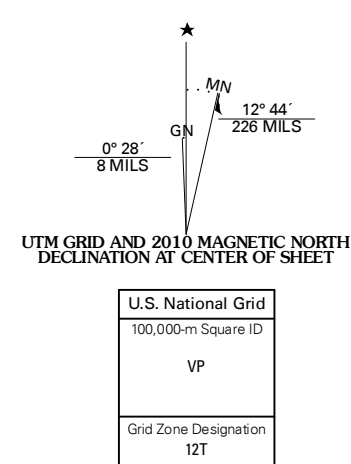 ★
MN
GN
12° 44´
226 MILS
0° 28´
8 MILS
UTM GRID AND 2010 MAGNETIC NORTH
DECLINATION AT CENTER OF SHEET
U.S. National Grid
100,000-m Square ID
VP
Grid Zone Designation
12T